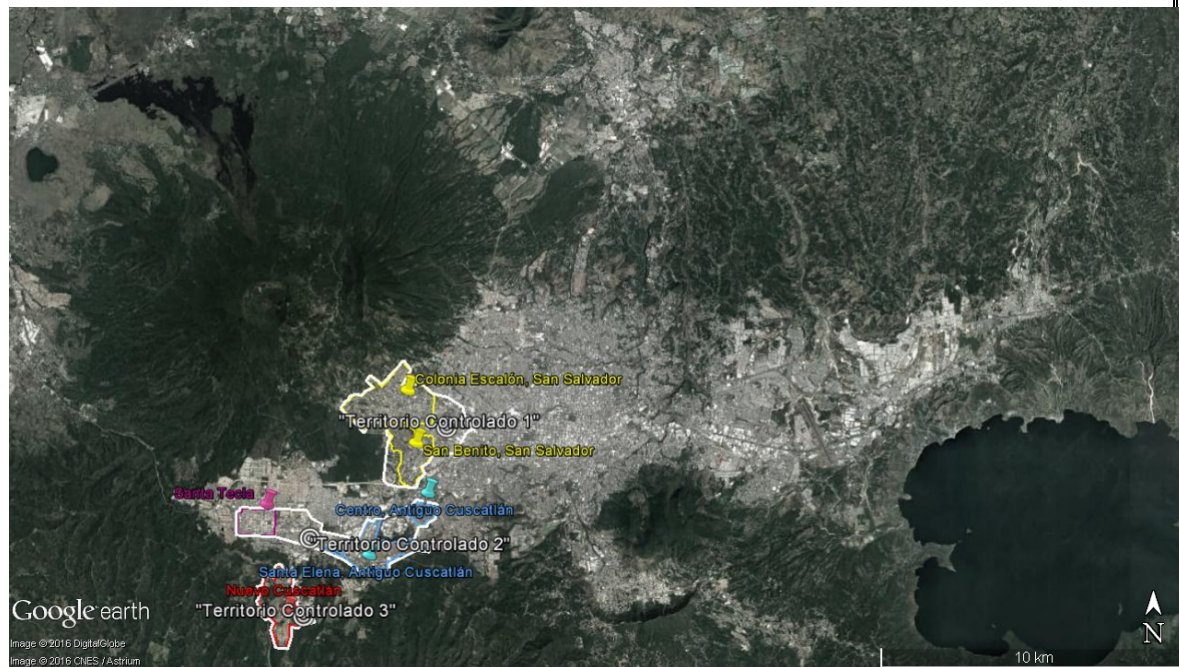 Colonia Escalón, San Salvador
"Territorio Controlado 1"
San Benito, San Salvador
Santa Tecla
Centro, Antiguo Cuscatlán
"Territorio Controlado 2"
Santa Elena. Antiguo Cuscatlán
Nuevo Cuscatlán
"Territorio Controlado 3"
Google earth
Image © 2016 DigitalGlobe
Image © 2016 CNES / Astrium
10 km
N